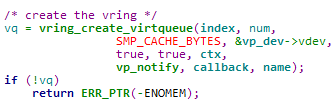 /* create the vring */
vq = vring_create_virtqueue(index, num,
SMP_CACHE_BYTES, &vp_dev->vdev,
true, true, ctx,
vp_notify, callback, name);
if (!vq)
return ERR_PTR(-ENOMEM);